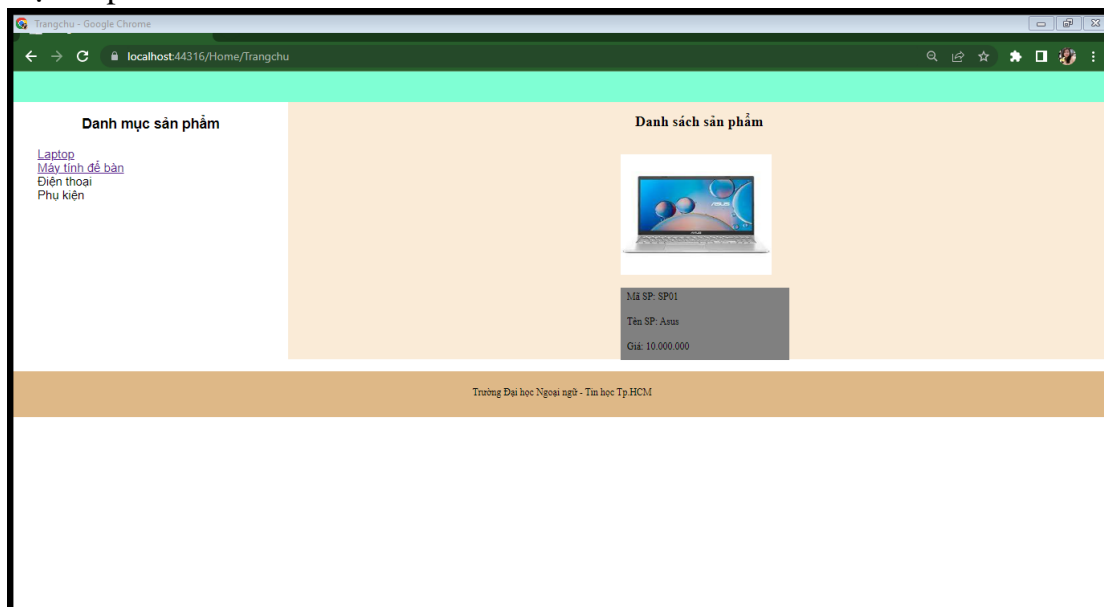 Trangchu - Google Chrome
localhost:44316/Home/Trangchu
Danh mục sản phẩm
Laptop
Máy tính để bàn
Điện thoại
Phụ kiện
Danh sách sản phẩm
Mã SP: SP01
Tên SP: Asus
Giá: 10.000.000
Trường Đại học Ngoại ngữ - Tin học Tp.HCM